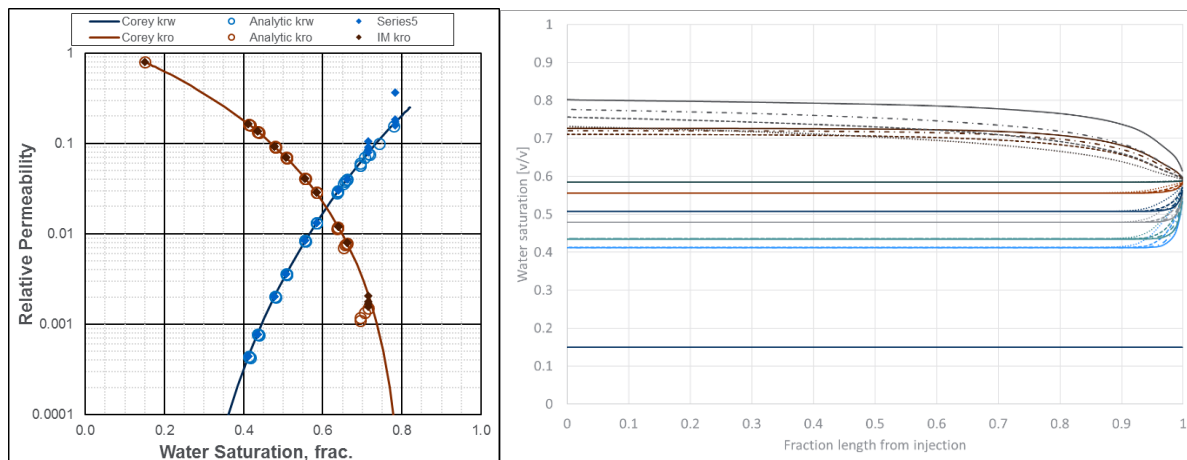 Corey krw Analytic krw Series5
Corey kro Analytic kro IM kro
1
0.1
0.01
0.001
0.0001
Relative Permeability
0.0 0.2 0.4 0.6 0.8 1.0
Water Saturation, frac.
1
0.9
0.8
0.7
0.6
0.5
0.4
0.3
0.2
0.1
0
Water saturation [v/v]
0 0.1 0.2 0.3 0.4 0.5 0.6 0.7 0.8 0.9 1
Fraction length from injection